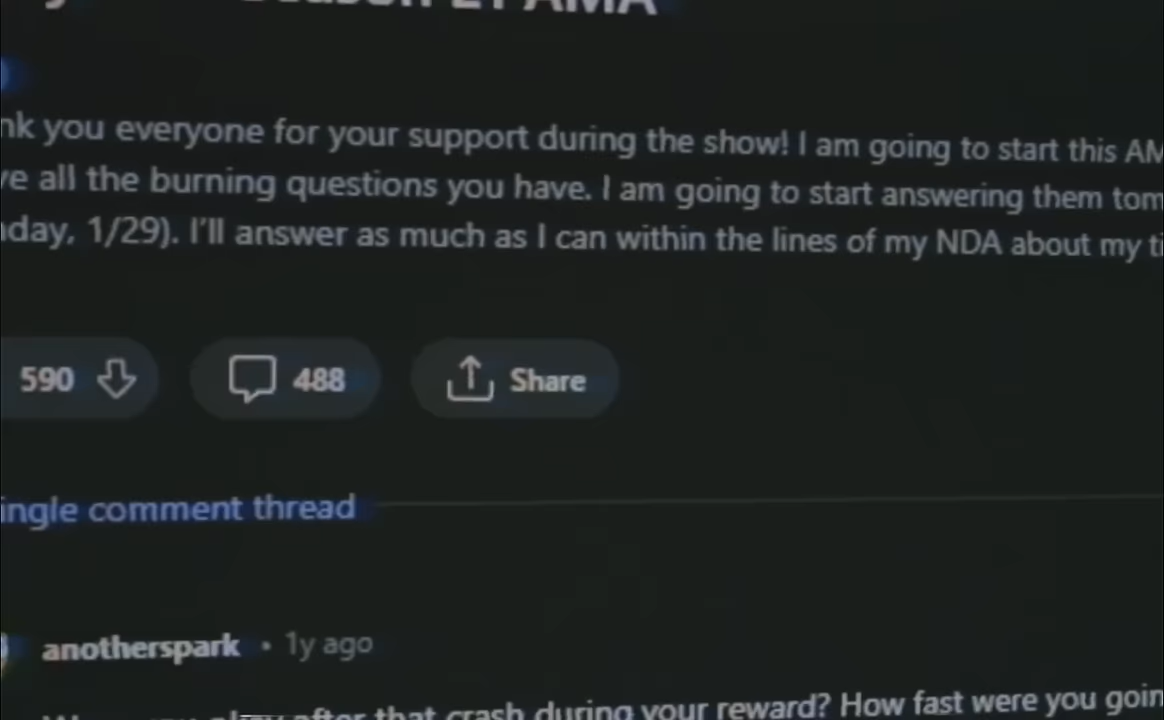 AMA
nk you everyone for your support during the show! I am going to start this AM
ve all the burning questions you have. I am going to start answering them tom
day, 1/29). I'll answer as much as I can within the lines of my NDA about my ti
590
488
Share
ingle comment thread
anotherspark • 1y ago
after that crash during your reward? How fast were you goin